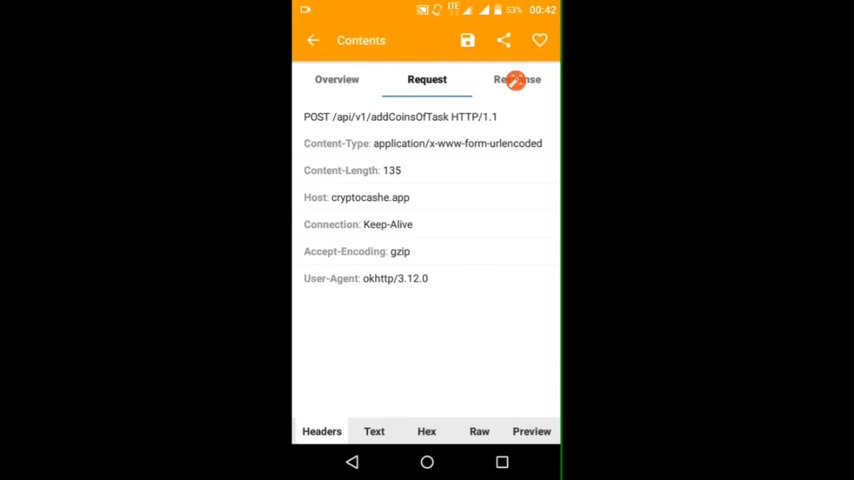 LTE 53% 00:42
Contents
Overview Request Response
POST /api/v1/addCoinsOfTask HTTP/1.1
Content-Type: application/x-www-form-urlencoded
Content-Length: 135
Host: cryptocashe.app
Connection: Keep-Alive
Accept-Encoding: gzip
User-Agent: okhttp/3.12.0
Headers Text Hex Raw Preview